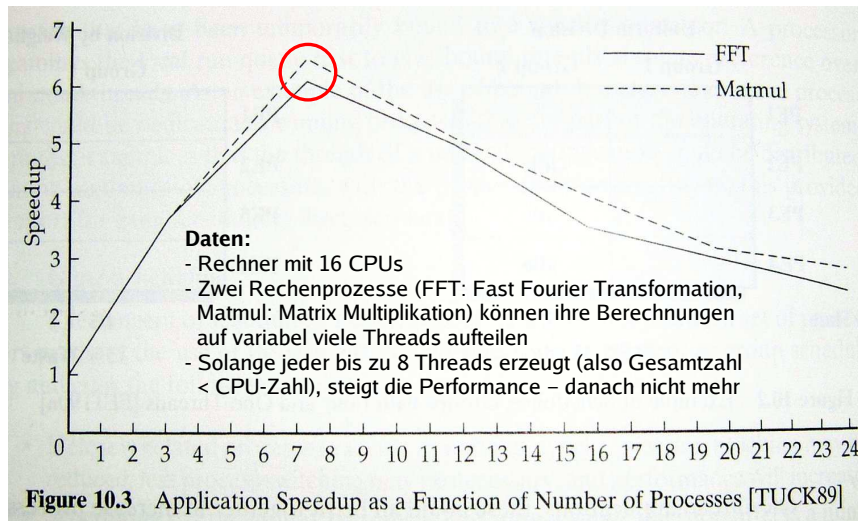 7
6
5
4
3
2
1
0
Speedup
FFT
Matmul
Daten:
- Rechner mit 16 CPUs
- Zwei Rechenprozesse (FFT: Fast Fourier Transformation,
Matmul: Matrix Multiplikation) können ihre Berechnungen
auf variabel viele Threads aufteilen
- Solange jeder bis zu 8 Threads erzeugt (also Gesamtzahl
< CPU-Zahl), steigt die Performance – danach nicht mehr
1 2 3 4 5 6 7 8 9 10 11 12 13 14 15 16 17 18 19 20 21 22 23 24
Figure 10.3 Application Speedup as a Function of Number of Processes [TUCK89]